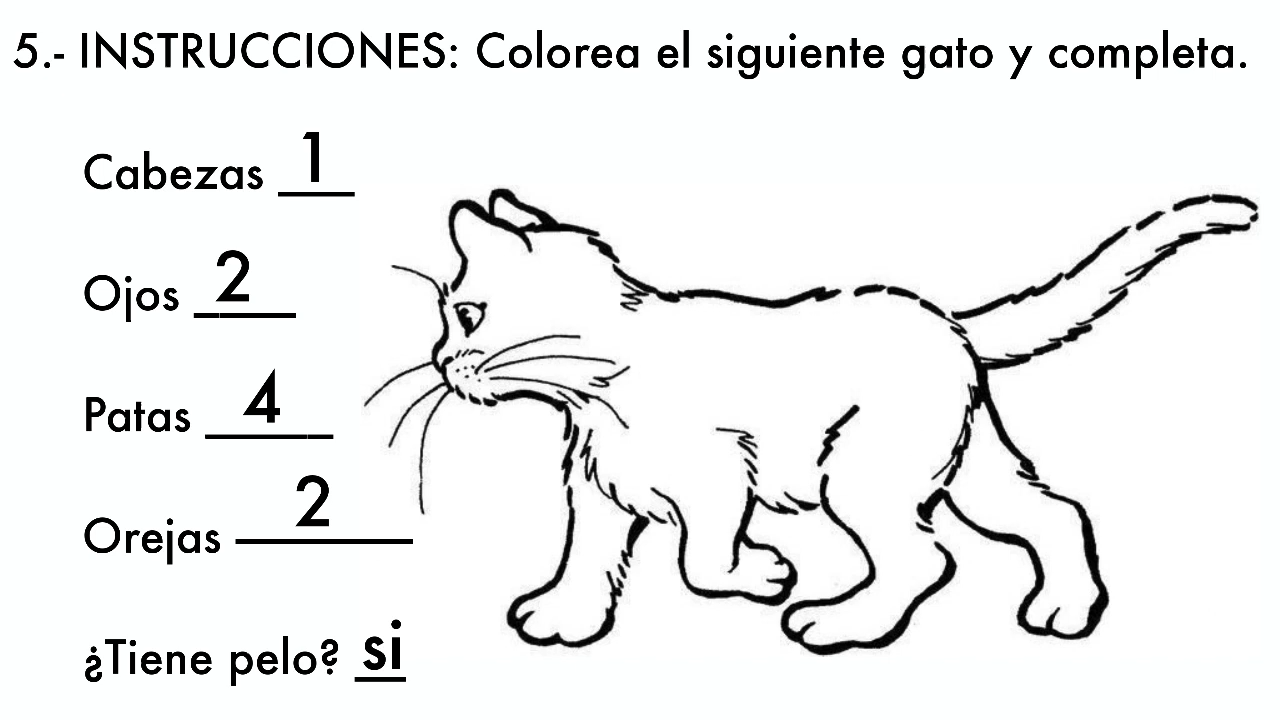 5.- INSTRUCCIONES: Colorea el siguiente gato y completa.
Cabezas 1
Ojos 2
Patas 4
Orejas 2
¿Tiene pelo? si